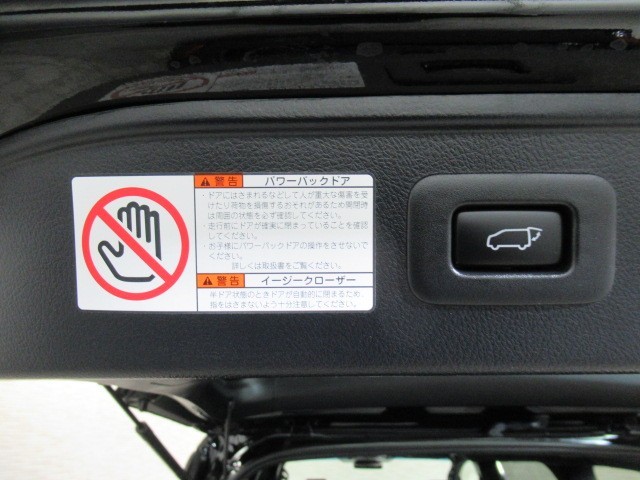 警告 パワーバックドア
・ドアにはさまれるなどして人が重大な傷害を受
けたり荷物を損傷するおそれがあるため開閉時
は周囲の状態を必ず確認してください。
・走行前にドアが確実に閉まっていることを確認
してください。
・お子様にパワーバックドアの操作をさせないで
ください。
詳しくは取扱書をご覧ください。
警告 イージークローザー
半ドア状態のときドアが自動的に閉まるため、
指をはさまないよう十分注意してください。